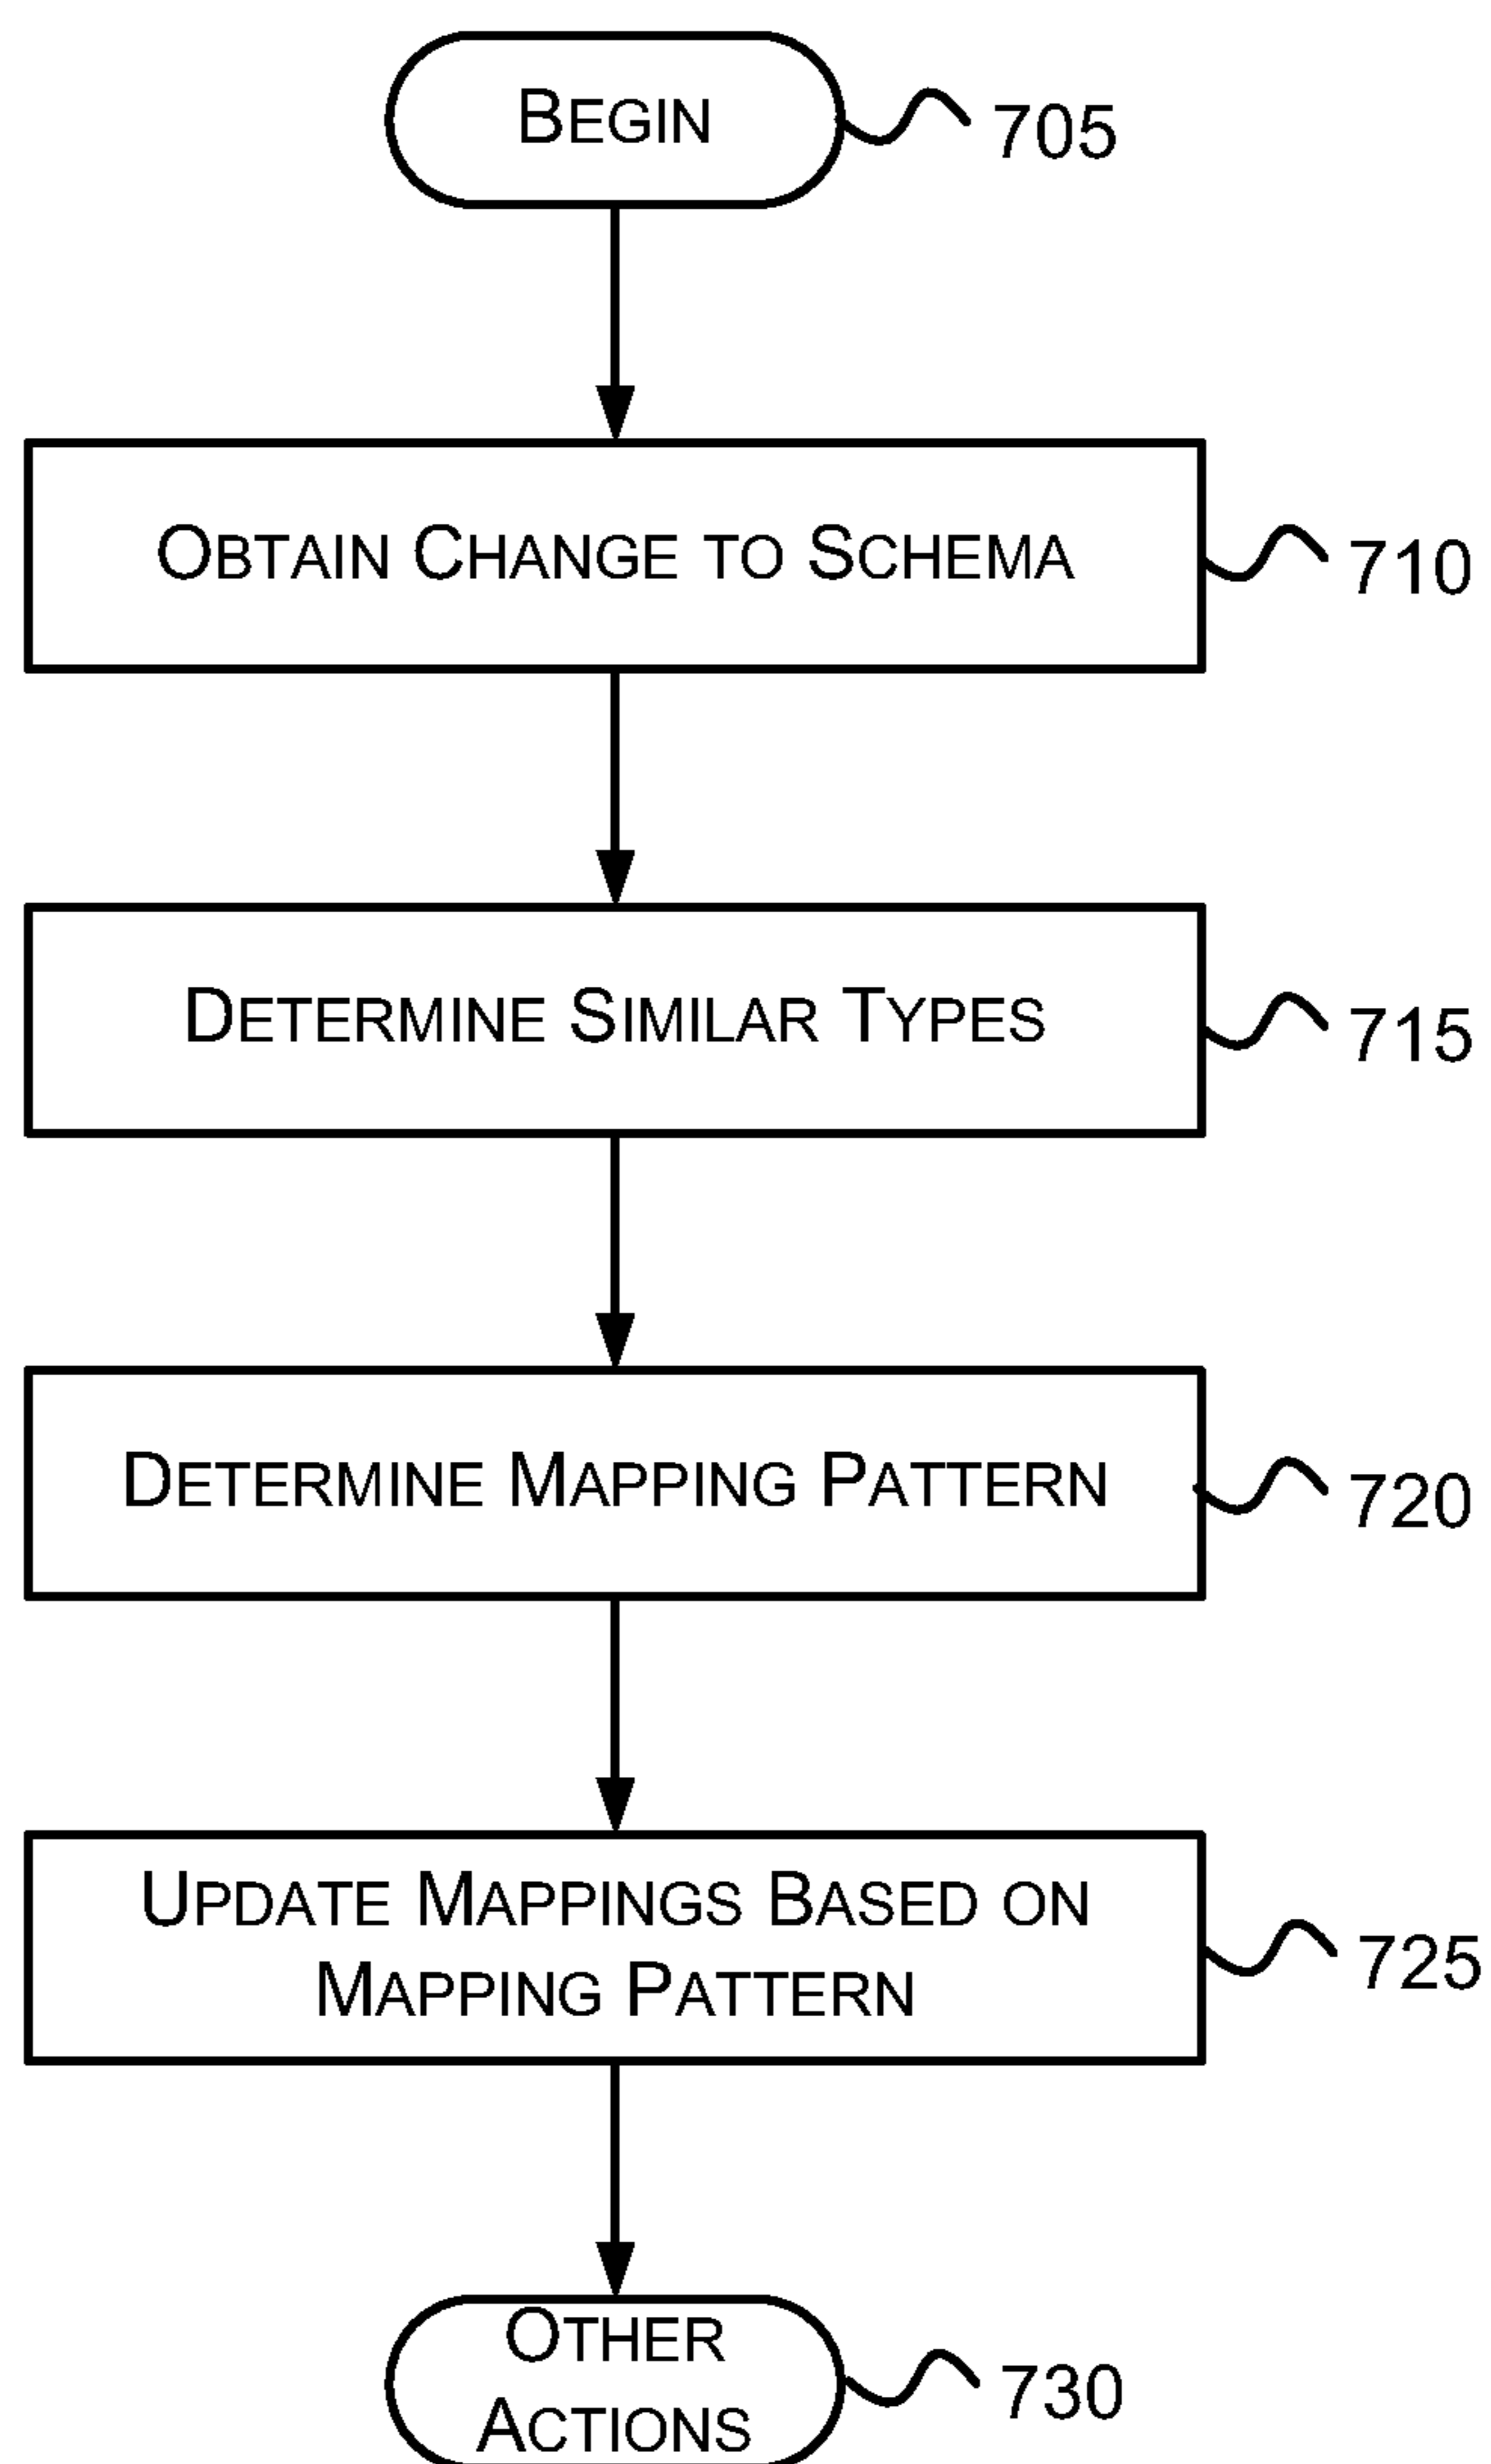 BEGIN
705
OBTAIN CHANGE TO SCHEMA
710
DETERMINE SIMILAR TYPES
715
DETERMINE MAPPING PATTERN
720
UPDATE MAPPINGS BASED ON
MAPPING PATTERN
725
OTHER
ACTIONS
730